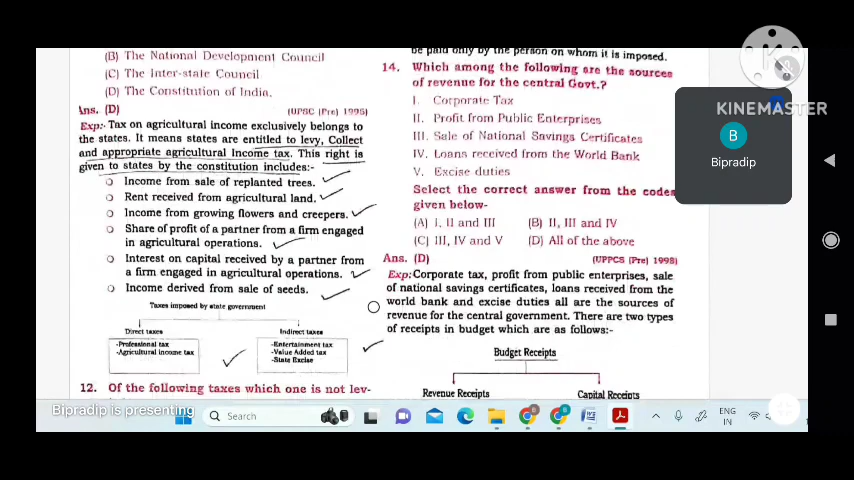 (B) The National Development Council
(C) The Inter-state Council
(D) The Constitution of India.
Ans. (D) (UPSC (Pre) 1995)
Exp:- Tax on agricultural income exclusively belongs to
the states. It means states are entitled to levy, Collect
and appropriate agricultural Income tax. This right is
given to states by the constitution includes:-
Income from sale of replanted trees.
Rent received from agricultural land.
Income from growing flowers and creepers.
Share of profit of a partner from a firm engaged
in agricultural operations.
Interest on capital received by a partner from
a firm engaged in agricultural operations.
Income derived from sale of seeds.
Taxes imposed by state government
Direct taxes
-Professional tax
-Agricultural income tax
Indirect taxes
-Entertainment tax
-Value Added tax
-State Excise
12. Of the following taxes which one is not lev-
be paid only by the person on whom it is imposed.
14. Which among the following are the sources
of revenue for the central Govt.?
I. Corporate Tax
II. Profit from Public Enterprises
III. Sale of National Savings Certificates
IV. Loans received from the World Bank
V. Excise duties
Select the correct answer from the codes
given below-
(A) I, II and III (B) II, III and IV
(C) III, IV and V (D) All of the above
Ans. (D) (UPPCS (Pre) 1998)
Exp: Corporate tax, profit from public enterprises, sale
of national savings certificates, loans received from the
world bank and excise duties all are the sources of
revenue for the central government. There are two types
of receipts in budget which are as follows:-
Budget Receipts
Revenue Receipts Capital Receipts
K
KINEMASTER
B
Bipradip
Bipradip is presenting
Search
ENG
IN